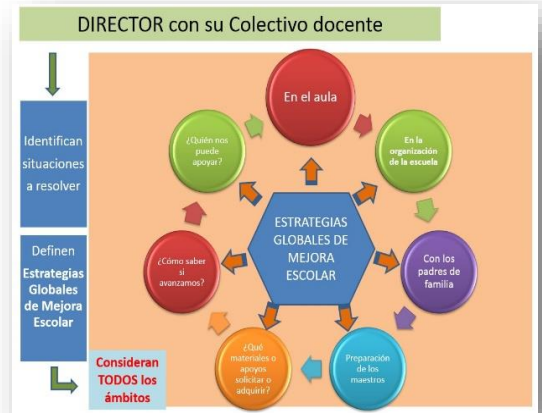 DIRECTOR con su Colectivo docente
Identifican
situaciones
a resolver
Definen
Estrategias
Globales
de Mejora
Escolar
Consideran
TODOS los
ámbitos
ESTRATEGIAS
GLOBALES DE
MEJORA
ESCOLAR
En el aula
En la
organización
de la escuela
Con los
padres de
familia
Preparación
de los
maestros
¿Qué
materiales o
apoyos
solicitar o
adquirir?
¿Cómo saber
si
avanzamos?
¿Quién nos
puede
apoyar?